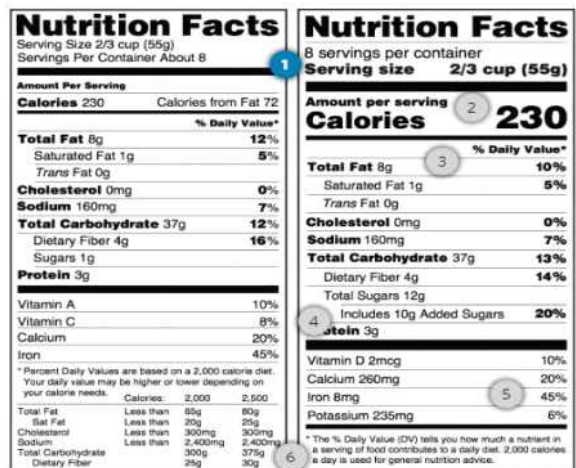 Nutrition Facts
Serving Size 2/3 cup (55g)
Servings Per Container About 8
Amount Per Serving
Calories 230 Calories from Fat 72
% Daily Value*
Total Fat 8g 12%
Saturated Fat 1g 5%
Trans Fat 0g
Cholesterol 0mg 0%
Sodium 160mg 7%
Total Carbohydrate 37g 12%
Dietary Fiber 4g 16%
Sugars 1g
Protein 3g
Vitamin A 10%
Vitamin C 8%
Calcium 20%
Iron 45%
* Percent Daily Values are based on a 2,000 calorie diet.
Your daily value may be higher or lower depending on
your calorie needs.
Calories: 2,000 2,500
Total Fat Less than 65g 80g
Sat Fat Less than 20g 25g
Cholesterol Less than 300mg 300mg
Sodium Less than 2,400mg 2,400mg
Total Carbohydrate 300g 375g
Dietary Fiber 25g 30g
1
Nutrition Facts
8 servings per container
Serving size 2/3 cup (55g)
Amount per serving
2
Calories 230
% Daily Value*
3
Total Fat 8g 10%
Saturated Fat 1g 5%
Trans Fat 0g
Cholesterol 0mg 0%
Sodium 160mg 7%
Total Carbohydrate 37g 13%
Dietary Fiber 4g 14%
Total Sugars 12g
4
Includes 10g Added Sugars 20%
otein 3g
Vitamin D 2mcg 10%
Calcium 260mg 20%
5
Iron 8mg 45%
Potassium 235mg 6%
6
* The % Daily Value (DV) tells you how much a nutrient in
a serving of food contributes to a daily diet. 2,000 calories
a day is used for general nutrition advice.